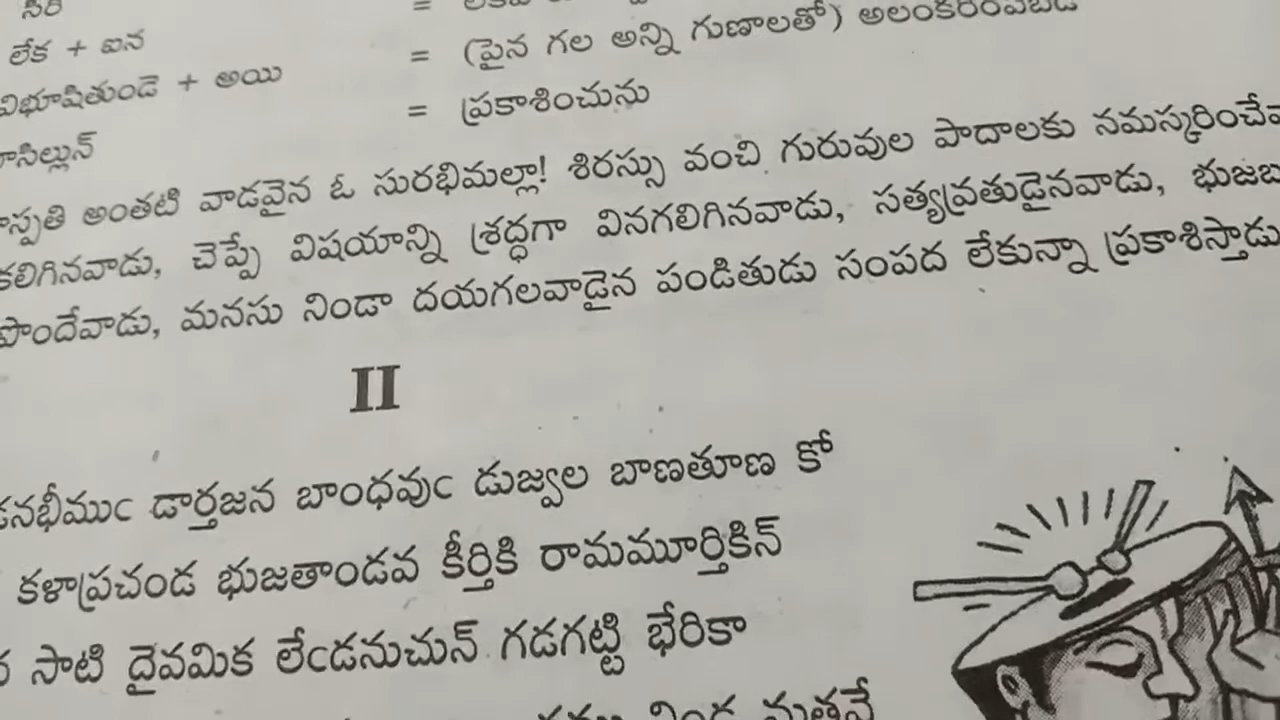 సిరి =
లేక + ఐన = (పైన గల అన్ని గుణాలతో) అలంకరింపబడి
విభూషితుండె + అయి = ప్రకాశించును
భాసిల్లున్
అంతటి వాడవైన ఓ సురభిమల్లా! శిరస్సు వంచి గురువుల పాదాలకు నమస్కరించే
కలిగినవాడు, చెప్పే విషయాన్ని శ్రద్ధగా వినగలిగినవాడు, సత్యవ్రతుడైనవాడు,
పొందేవాడు, మనసు నిండా దయగలవాడైన పండితుడు సంపద లేకున్నా ప్రకాశిస్తాడు
II
డనభీముఁ డార్తజన బాంధవుఁ డుజ్వల బాణతూణ కో
కళాప్రచండ భుజతాండవ కీర్తికి రామమూర్తికిన్
సాటి దైవమిక లేఁడనుచున్ గడగట్టి భేరికా